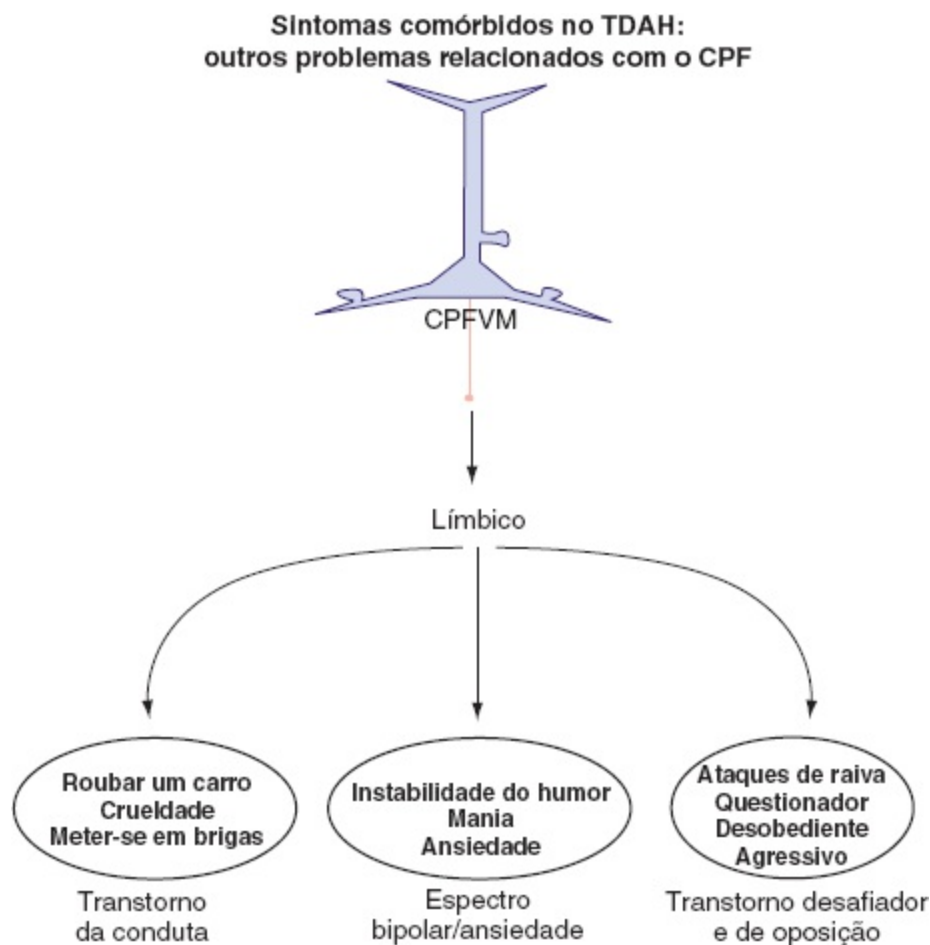 Sintomas comórbidos no TDAH:
outros problemas relacionados com o CPF
CPFVM
Límbico
Roubar um carro
Crueldade
Meter-se em brigas
Transtorno
da conduta
Instabilidade do humor
Mania
Ansiedade
Espectro
bipolar/ansiedade
Ataques de raiva
Questionador
Desobediente
Agressivo
Transtorno desafiador
e de oposição